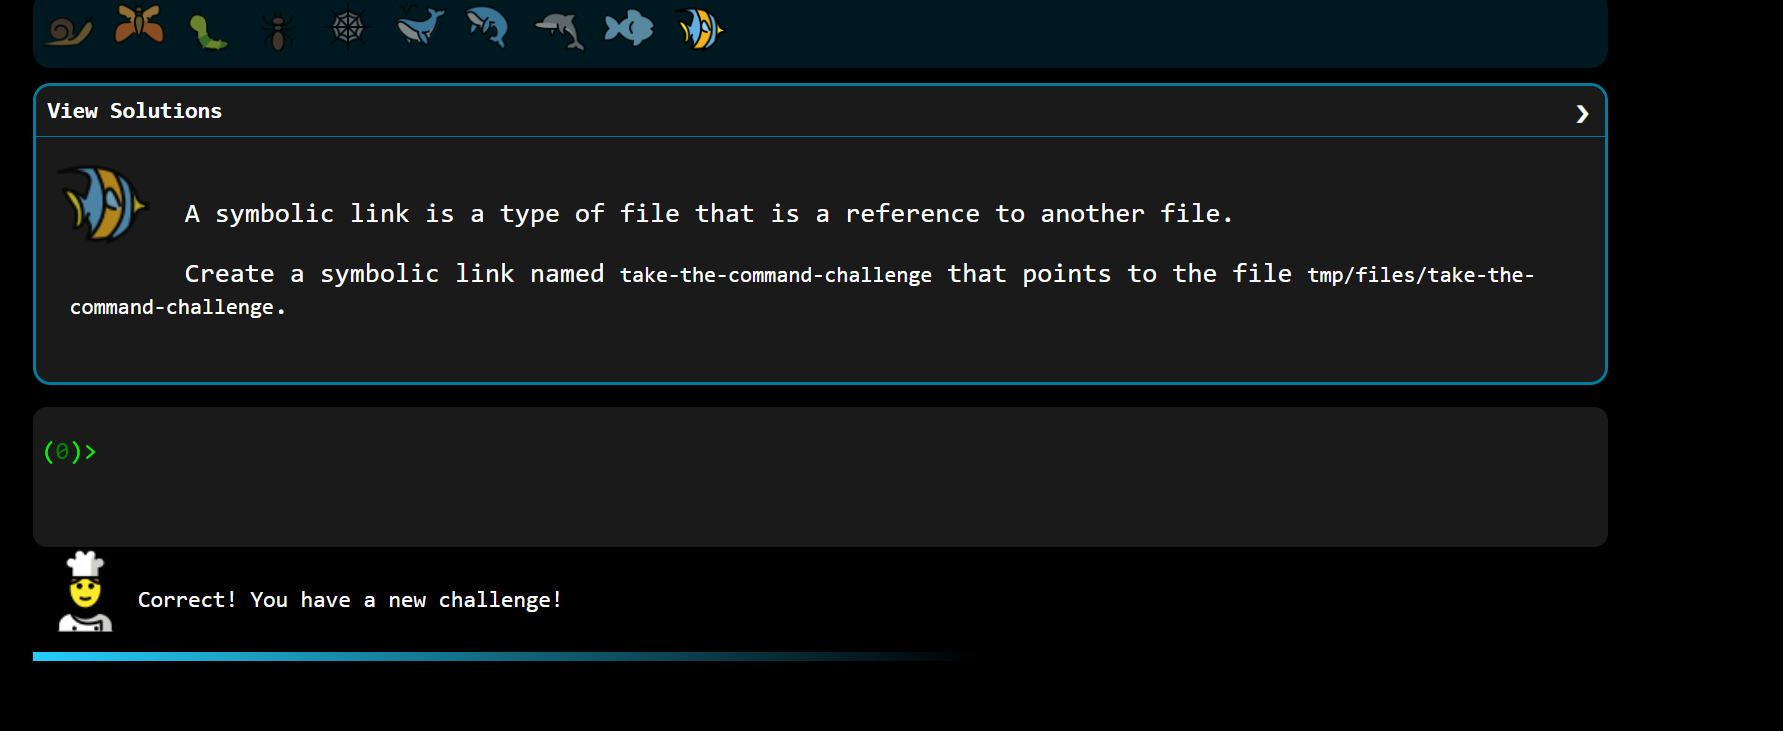 View Solutions ❯
A symbolic link is a type of file that is a reference to another file.
Create a symbolic link named take-the-command-challenge that points to the file tmp/files/take-the-
command-challenge.
(0)>
Correct! You have a new challenge!